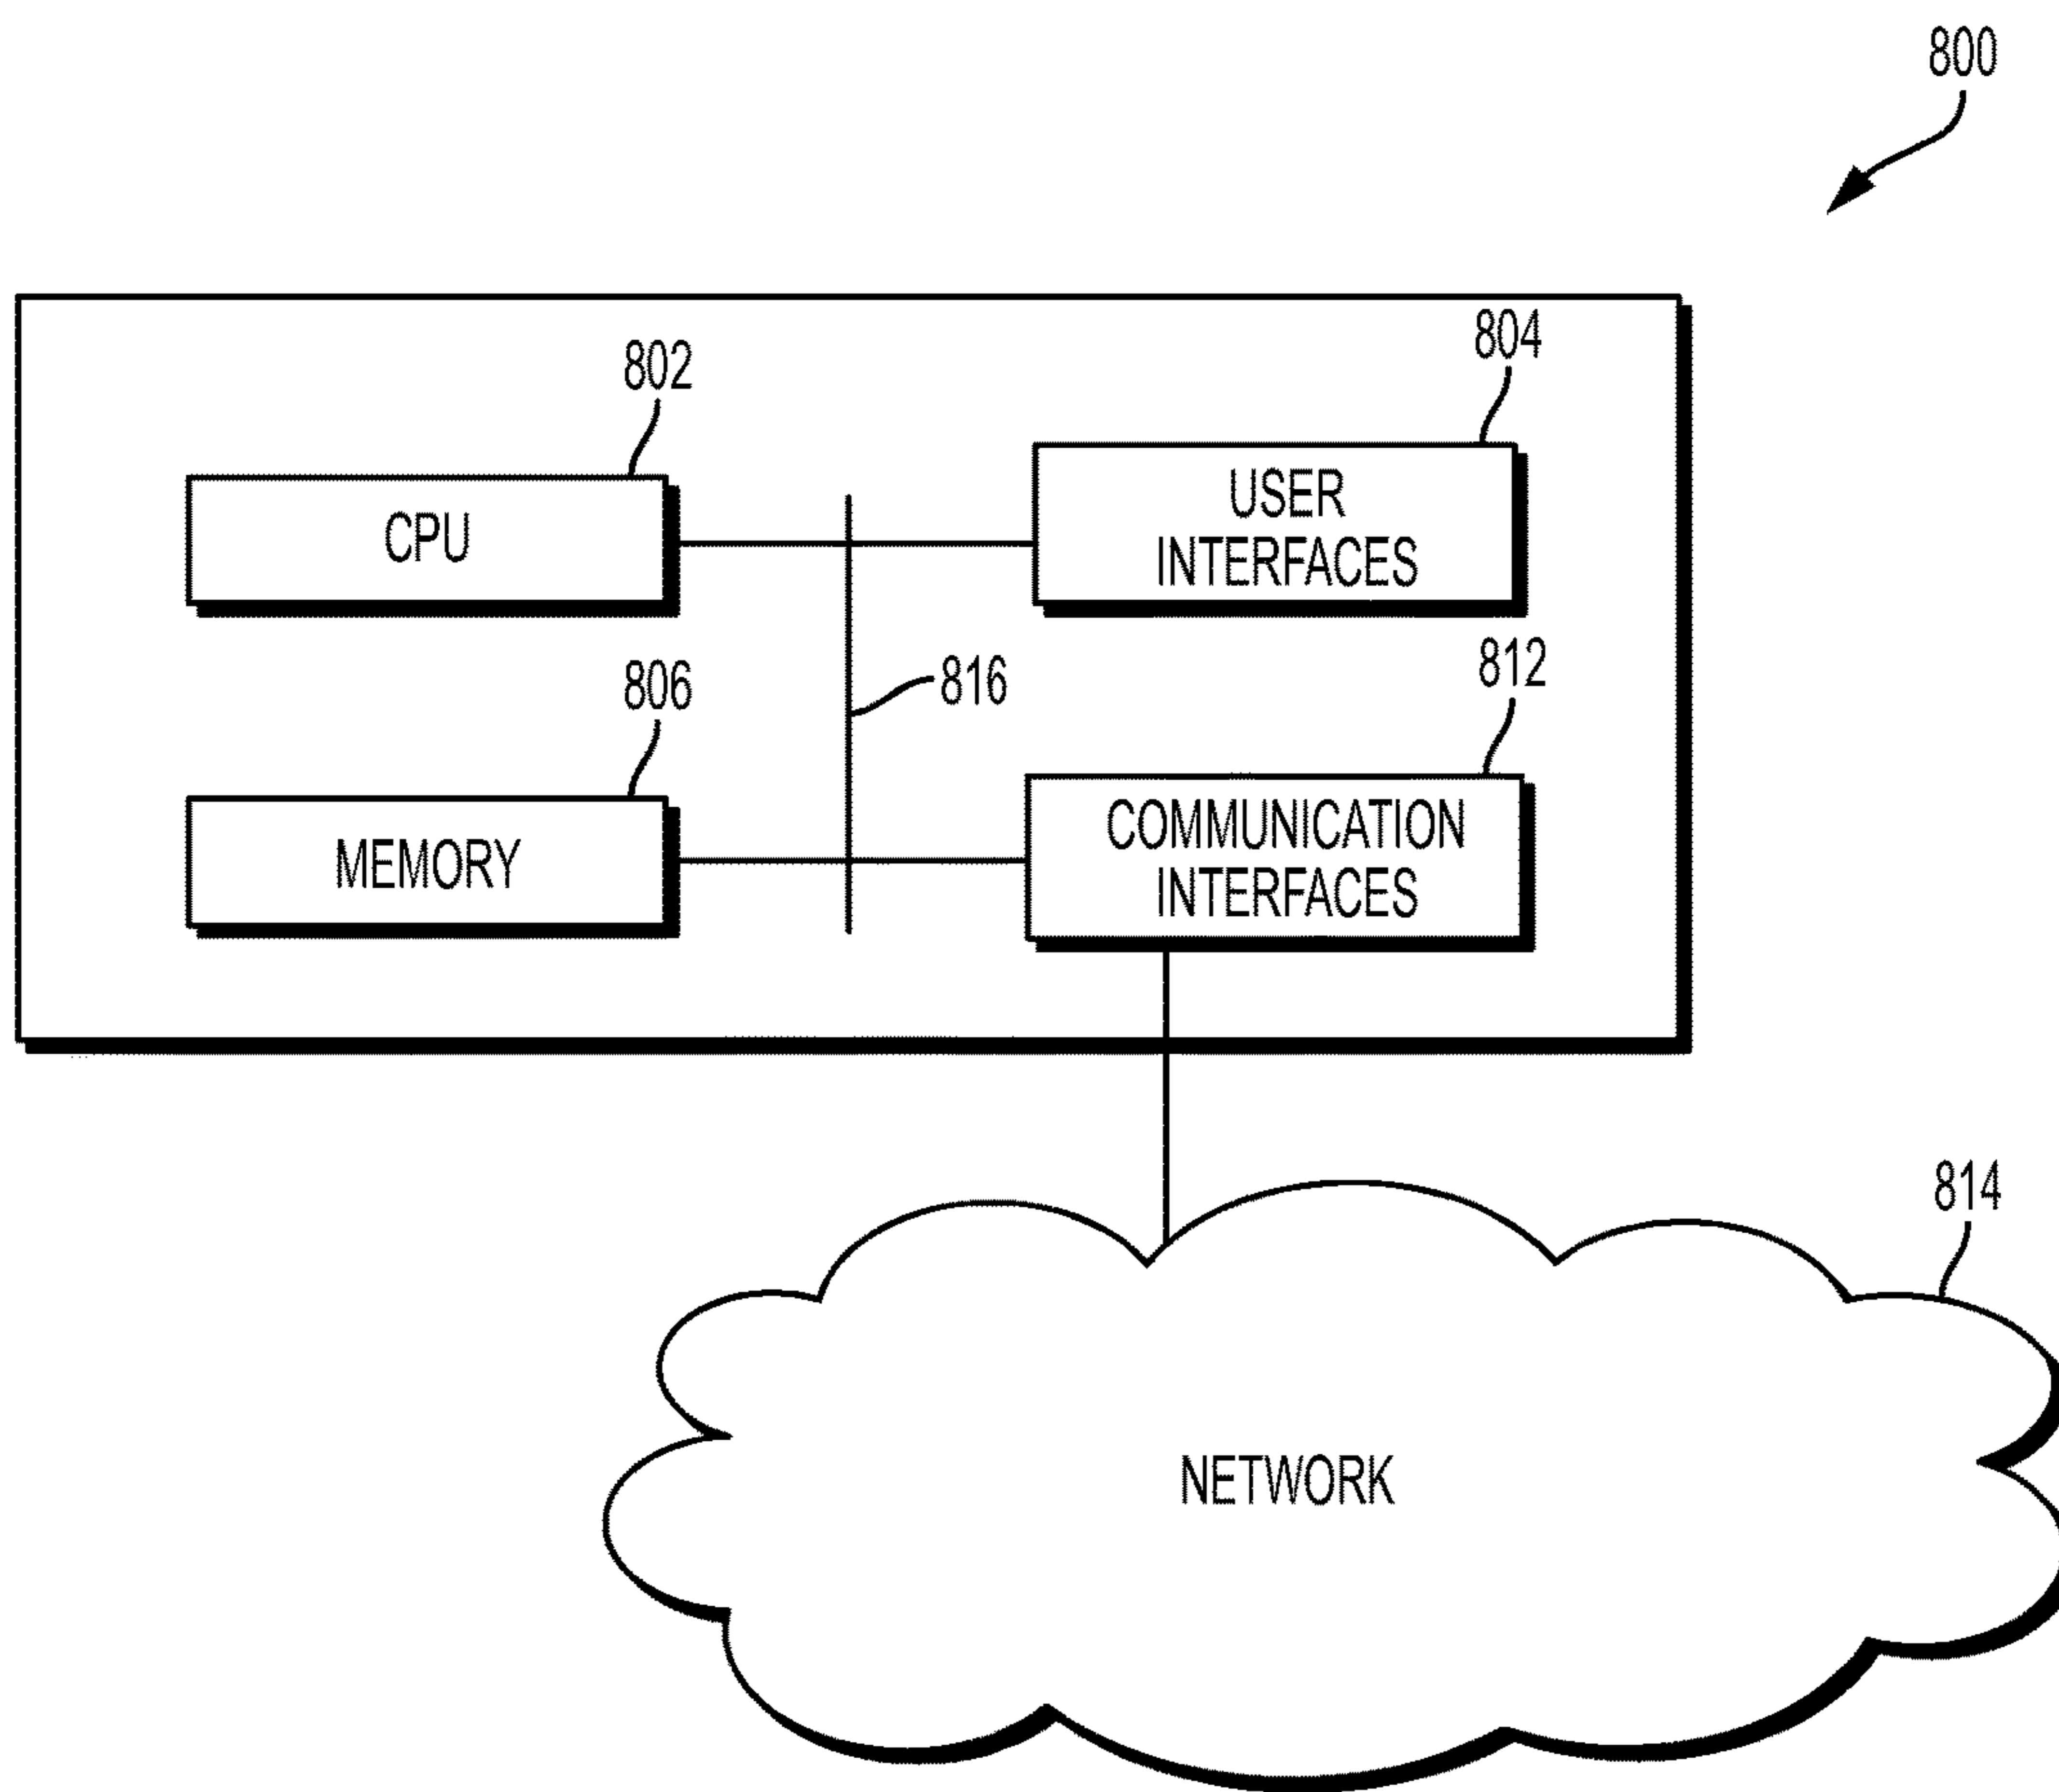 800
802
804
CPU
USER
INTERFACES
806
816
812
MEMORY
COMMUNICATION
INTERFACES
814
NETWORK